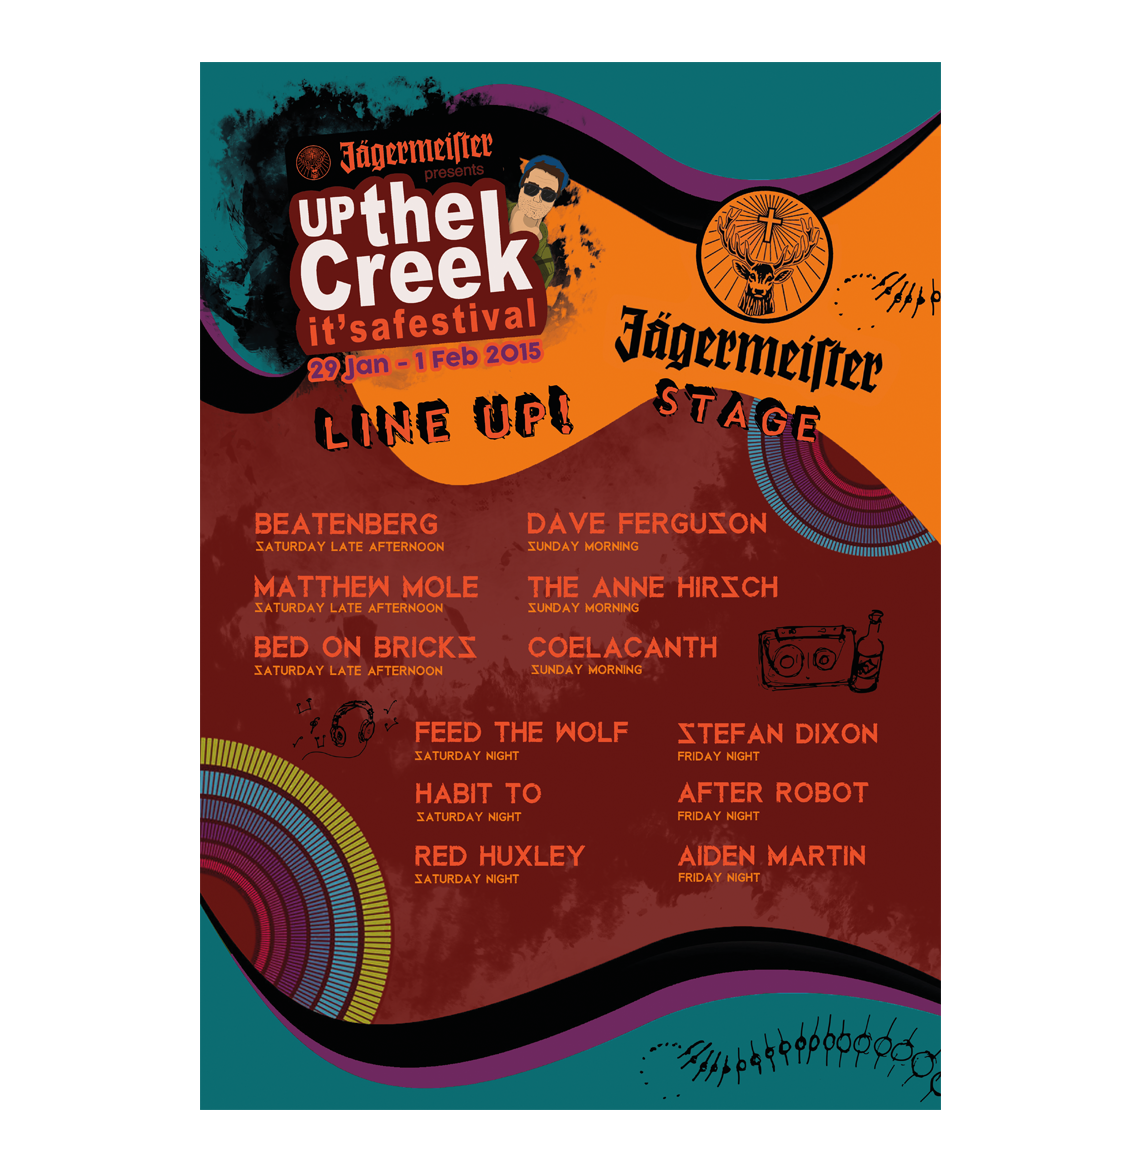 Jägermeiſter
presents
UP the
Creek
it'safestival
29 Jan - 1 Feb 2015
LINE UP!
Jägermeiſter
STAGE
BEATENBERG
SATURDAY LATE AFTERNOON
MATTHEW MOLE
SATURDAY LATE AFTERNOON
BED ON BRICKS
SATURDAY LATE AFTERNOON
DAVE FERGUSON
SUNDAY MORNING
THE ANNE HIRSCH
SUNDAY MORNING
COELACANTH
SUNDAY MORNING
FEED THE WOLF
SATURDAY NIGHT
HABIT TO
SATURDAY NIGHT
RED HUXLEY
SATURDAY NIGHT
STEFAN DIXON
FRIDAY NIGHT
AFTER ROBOT
FRIDAY NIGHT
AIDEN MARTIN
FRIDAY NIGHT